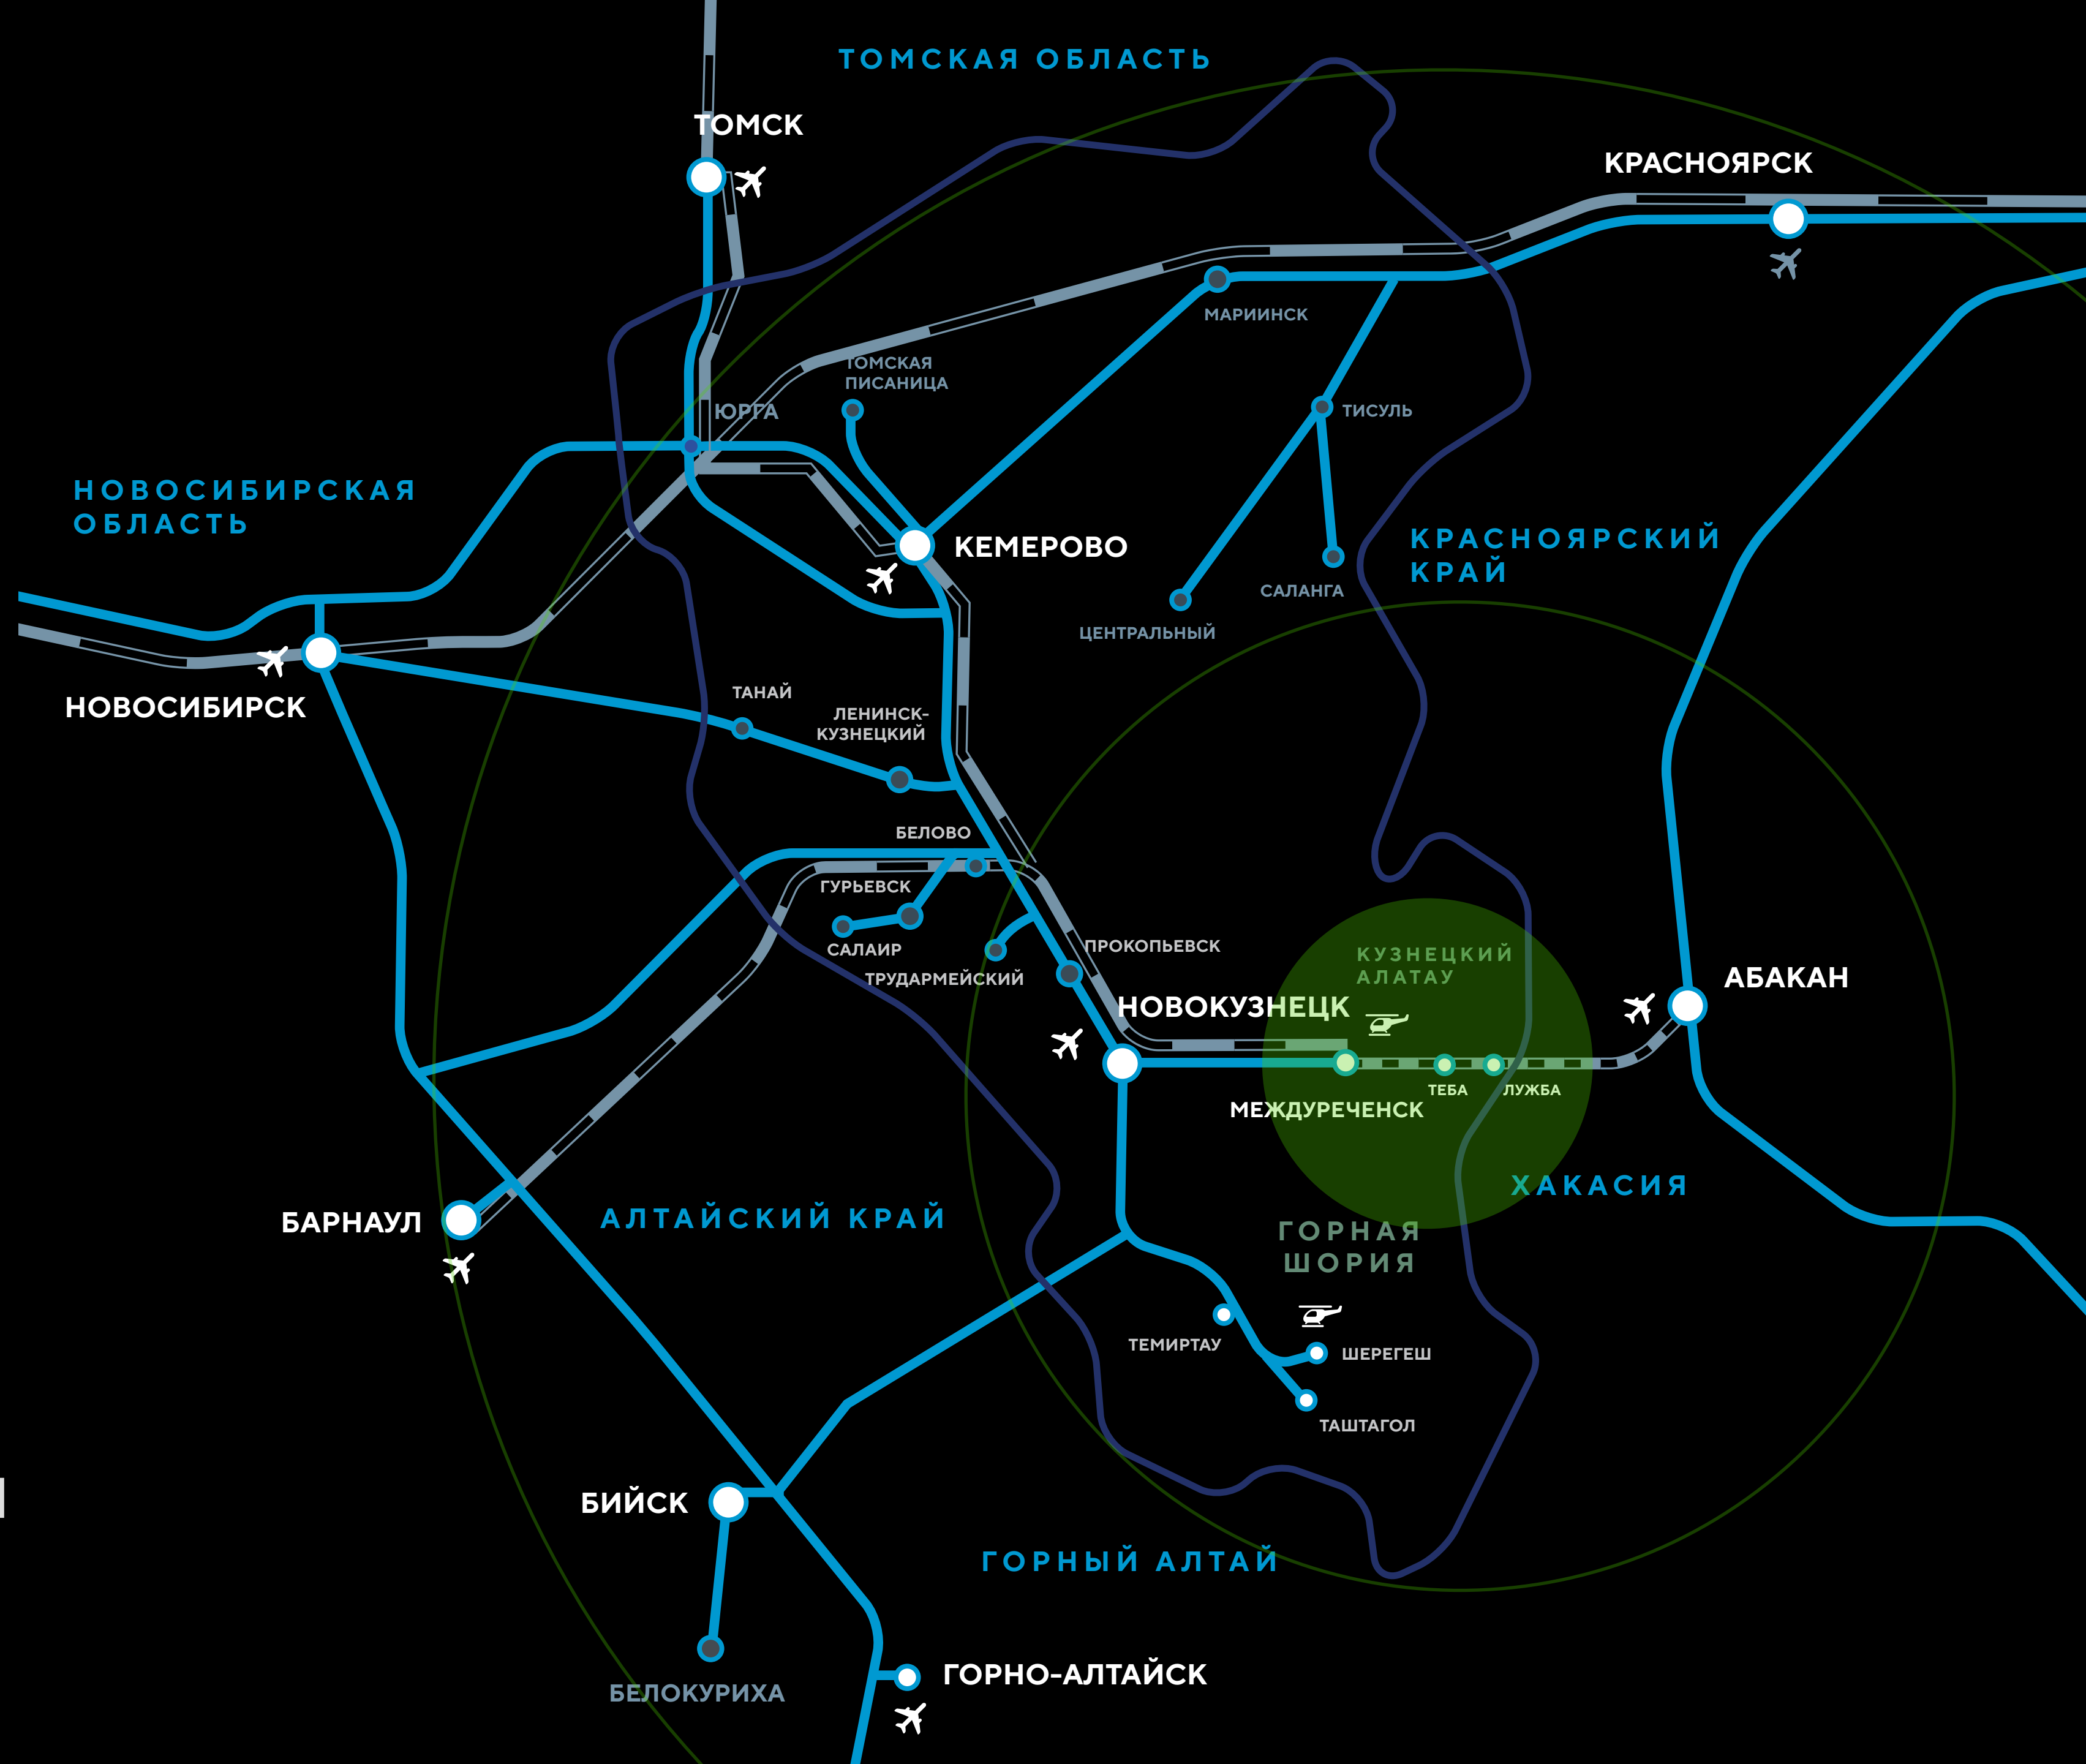 ТОМСКАЯ ОБЛАСТЬ
ТОМСК
КРАСНОЯРСК
МАРИИНСК
ТОМСКАЯ
ПИСАНИЦА
ЮРГА
ТИСУЛЬ
НОВОСИБИРСКАЯ
ОБЛАСТЬ
КЕМЕРОВО
КРАСНОЯРСКИЙ
КРАЙ
САЛАНГА
ЦЕНТРАЛЬНЫЙ
НОВОСИБИРСК
ТАНАЙ
ЛЕНИНСК-
КУЗНЕЦКИЙ
БЕЛОВО
ГУРЬЕВСК
САЛАИР
ТРУДАРМЕЙСКИЙ
ПРОКОПЬЕВСК
КУЗНЕЦКИЙ
АЛАТАУ
АБАКАН
НОВОКУЗНЕЦК
ТЕБА
ЛУЖБА
МЕЖДУРЕЧЕНСК
ХАКАСИЯ
БАРНАУЛ
АЛТАЙСКИЙ КРАЙ
ГОРНАЯ
ШОРИЯ
ТЕМИРТАУ
ШЕРЕГЕШ
ТАШТАГОЛ
БИЙСК
ГОРНЫЙ АЛТАЙ
ГОРНО-АЛТАЙСК
БЕЛОКУРИХА